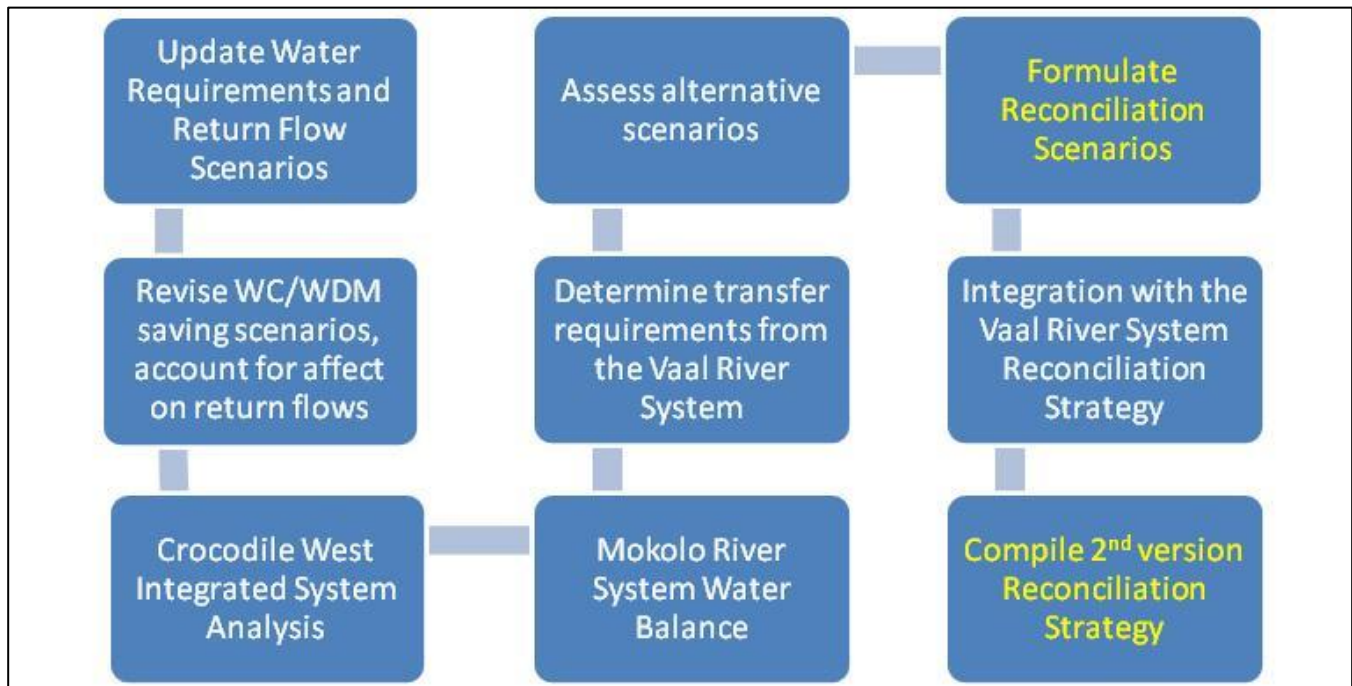 Update Water
Requirements and
Return Flow
Scenarios
Revise WC/WDM
saving scenarios,
account for affect
on return flows
Crocodile West
Integrated System
Analysis
Mokolo River
System Water
Balance
Determine transfer
requirements from
the Vaal River
System
Assess alternative
scenarios
Formulate
Reconciliation
Scenarios
Integration with the
Vaal River System
Reconciliation
Strategy
Compile 2nd version
Reconciliation
Strategy